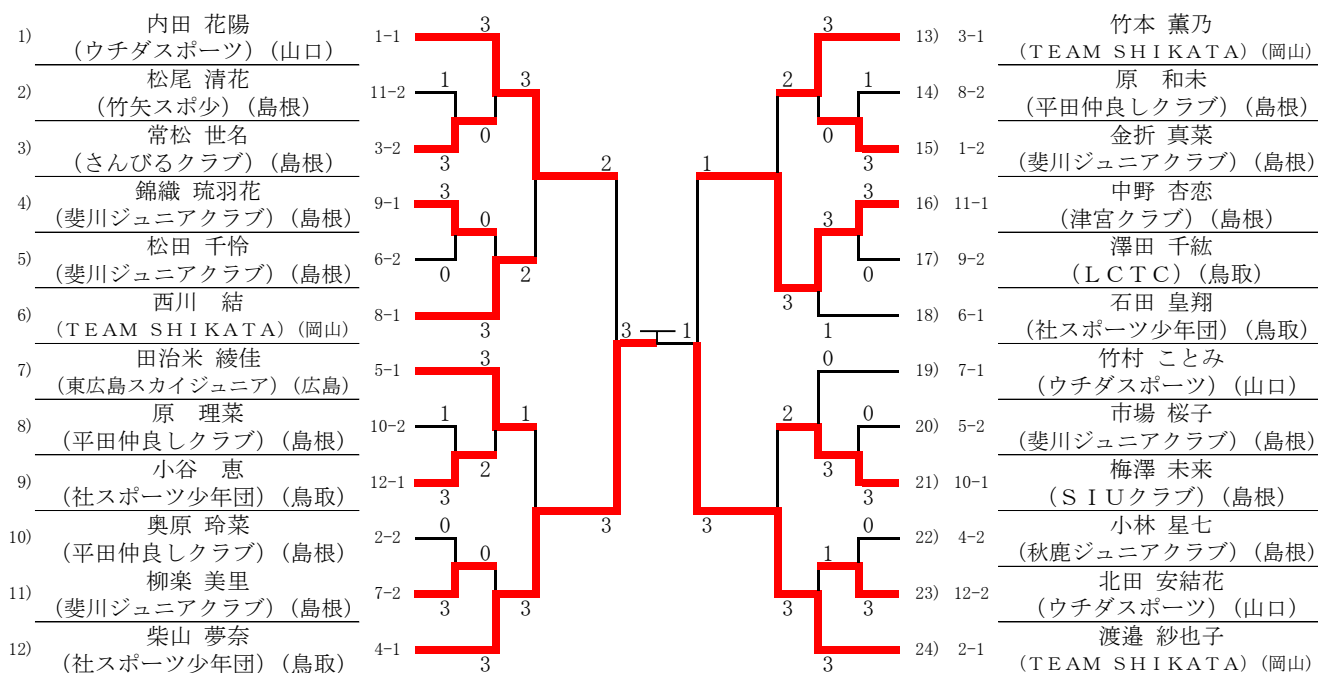 1) 内田 花陽 1-1
(ウチダスポーツ) (山口)
2) 松尾 清花 11-2
(竹矢スポ少) (島根)
3) 常松 世名 3-2
(さんびるクラブ) (島根)
4) 錦織 琉羽花 9-1
(斐川ジュニアクラブ) (島根)
5) 松田 千怜 6-2
(斐川ジュニアクラブ) (島根)
6) 西川 結 8-1
(TEAM SHIKATA) (岡山)
7) 田治米 綾佳 5-1
(東広島スカイジュニア) (広島)
8) 原 理菜 10-2
(平田仲良しクラブ) (島根)
9) 小谷 恵 12-1
(社スポーツ少年団) (鳥取)
10) 奥原 玲菜 2-2
(平田仲良しクラブ) (島根)
11) 柳楽 美里 7-2
(斐川ジュニアクラブ) (島根)
12) 柴山 夢奈 4-1
(社スポーツ少年団) (鳥取)
3
1
3
0
3
3
0
2
0
2
3
3
1
1
2
3
0
0
3
3
3
3
3
1
3
1
2
1
0
3
1
3
3
0
3
1
0
2
0
3
3
3
0
1
3
3
3
13) 3-1 竹本 薫乃
(TEAM SHIKATA) (岡山)
14) 8-2 原 和未
(平田仲良しクラブ) (島根)
15) 1-2 金折 真菜
(斐川ジュニアクラブ) (島根)
16) 11-1 中野 杏恋
(津宮クラブ) (島根)
17) 9-2 澤田 千紘
(LCTC) (鳥取)
18) 6-1 石田 皇翔
(社スポーツ少年団) (鳥取)
19) 7-1 竹村 ことみ
(ウチダスポーツ) (山口)
20) 5-2 市場 桜子
(斐川ジュニアクラブ) (島根)
21) 10-1 梅澤 未来
(SIUクラブ) (島根)
22) 4-2 小林 星七
(秋鹿ジュニアクラブ) (島根)
23) 12-2 北田 安結花
(ウチダスポーツ) (山口)
24) 2-1 渡邉 紗也子
(TEAM SHIKATA) (岡山)